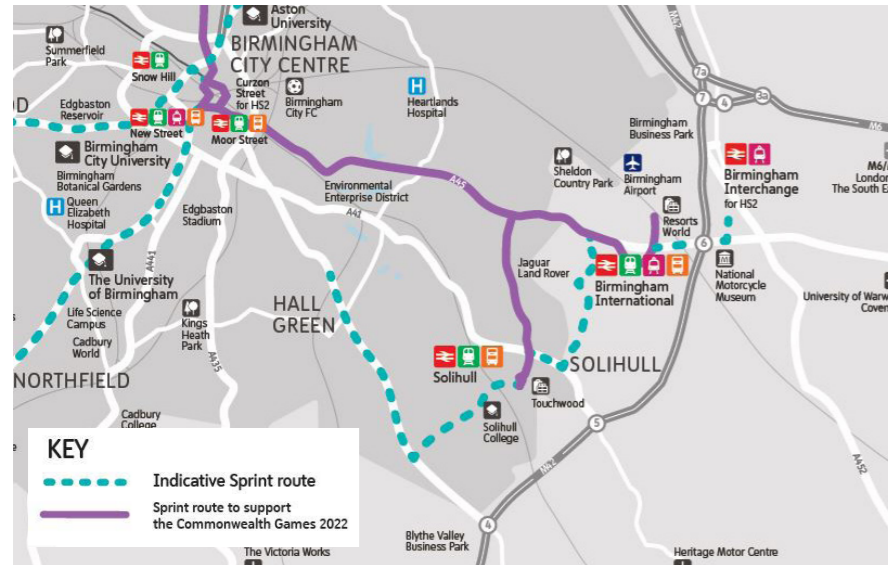 Aston
University
BIRMINGHAM
CITY CENTRE
Summerfield
Park
Snow Hill
Curzon
Street
for HS2
Birmingham
City FC
H
Heartlands
Hospital
7a
7
4
3a
M6
OD
Edgbaston
Reservoir
New Street
Moor Street
Birmingham
Business Park
Birmingham
City University
Birmingham
Botanical Gardens
H
Queen
Elizabeth
Hospital
Edgbaston
Stadium
Environmental
Enterprise District
A45
A41
Sheldon
Country Park
Birmingham
Airport
Birmingham
Interchange
for HS2
M6/
London
The South E
Resorts
World
6
A441
The University
of Birmingham
Jaguar
Land Rover
Birmingham
International
National
Motorcycle
Museum
University of Warw
Cove
Life Science
Campus
Cadbury
World
Kings
Heath
Park
A435
HALL
GREEN
Solihull
SOLIHULL
NORTHFIELD
Touchwood
Solihull
College
Cadbury
College
5
M42
A452
4
KEY
Indicative Sprint route
Sprint route to support
the Commonwealth Games 2022
Blythe Valley
Business Park
The Victoria Works
Heritage Motor Centre